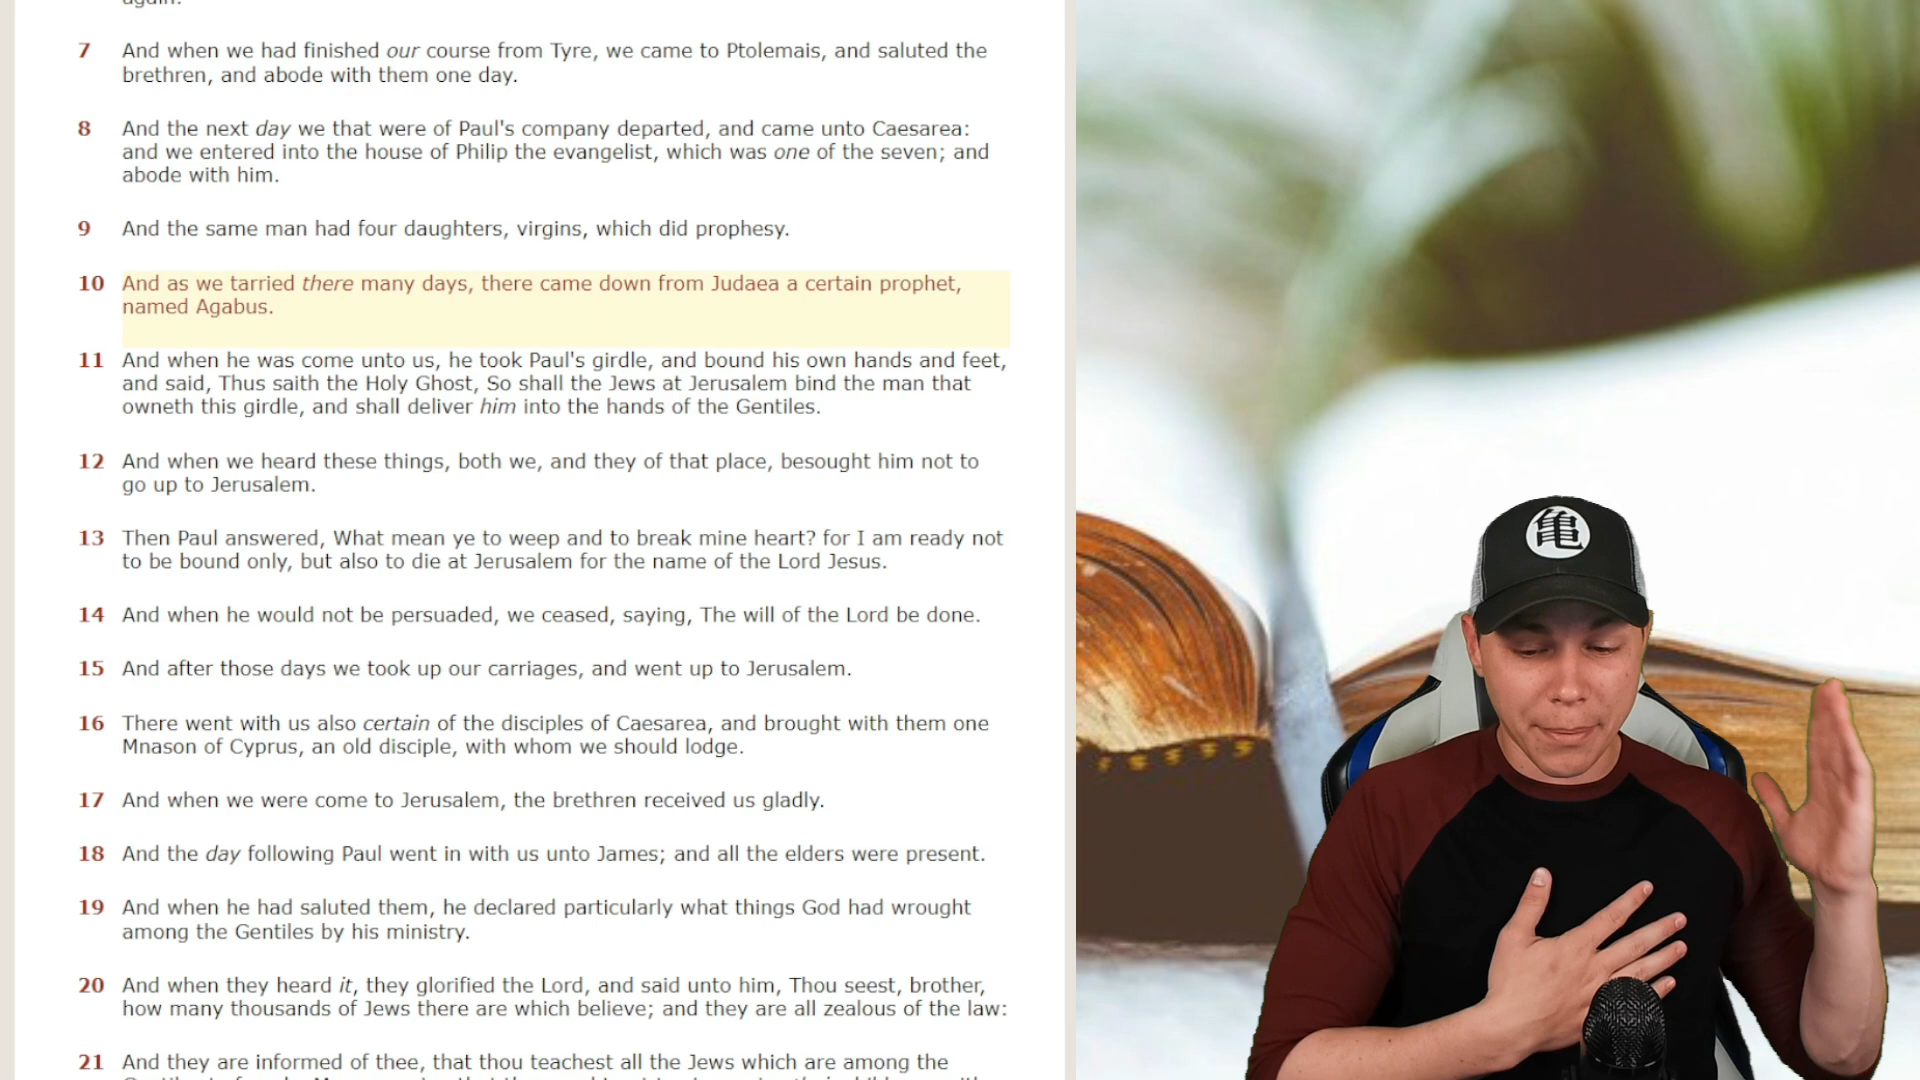 again.
7 And when we had finished our course from Tyre, we came to Ptolemais, and saluted the
brethren, and abode with them one day.
8 And the next day we that were of Paul's company departed, and came unto Caesarea:
and we entered into the house of Philip the evangelist, which was one of the seven; and
abode with him.
9 And the same man had four daughters, virgins, which did prophesy.
10 And as we tarried there many days, there came down from Judaea a certain prophet,
named Agabus.
11 And when he was come unto us, he took Paul's girdle, and bound his own hands and feet,
and said, Thus saith the Holy Ghost, So shall the Jews at Jerusalem bind the man that
owneth this girdle, and shall deliver him into the hands of the Gentiles.
12 And when we heard these things, both we, and they of that place, besought him not to
go up to Jerusalem.
13 Then Paul answered, What mean ye to weep and to break mine heart? for I am ready not
to be bound only, but also to die at Jerusalem for the name of the Lord Jesus.
14 And when he would not be persuaded, we ceased, saying, The will of the Lord be done.
15 And after those days we took up our carriages, and went up to Jerusalem.
16 There went with us also certain of the disciples of Caesarea, and brought with them one
Mnason of Cyprus, an old disciple, with whom we should lodge.
17 And when we were come to Jerusalem, the brethren received us gladly.
18 And the day following Paul went in with us unto James; and all the elders were present.
19 And when he had saluted them, he declared particularly what things God had wrought
among the Gentiles by his ministry.
20 And when they heard it, they glorified the Lord, and said unto him, Thou seest, brother,
how many thousands of Jews there are which believe; and they are all zealous of the law:
21 And they are informed of thee, that thou teachest all the Jews which are among the
亀